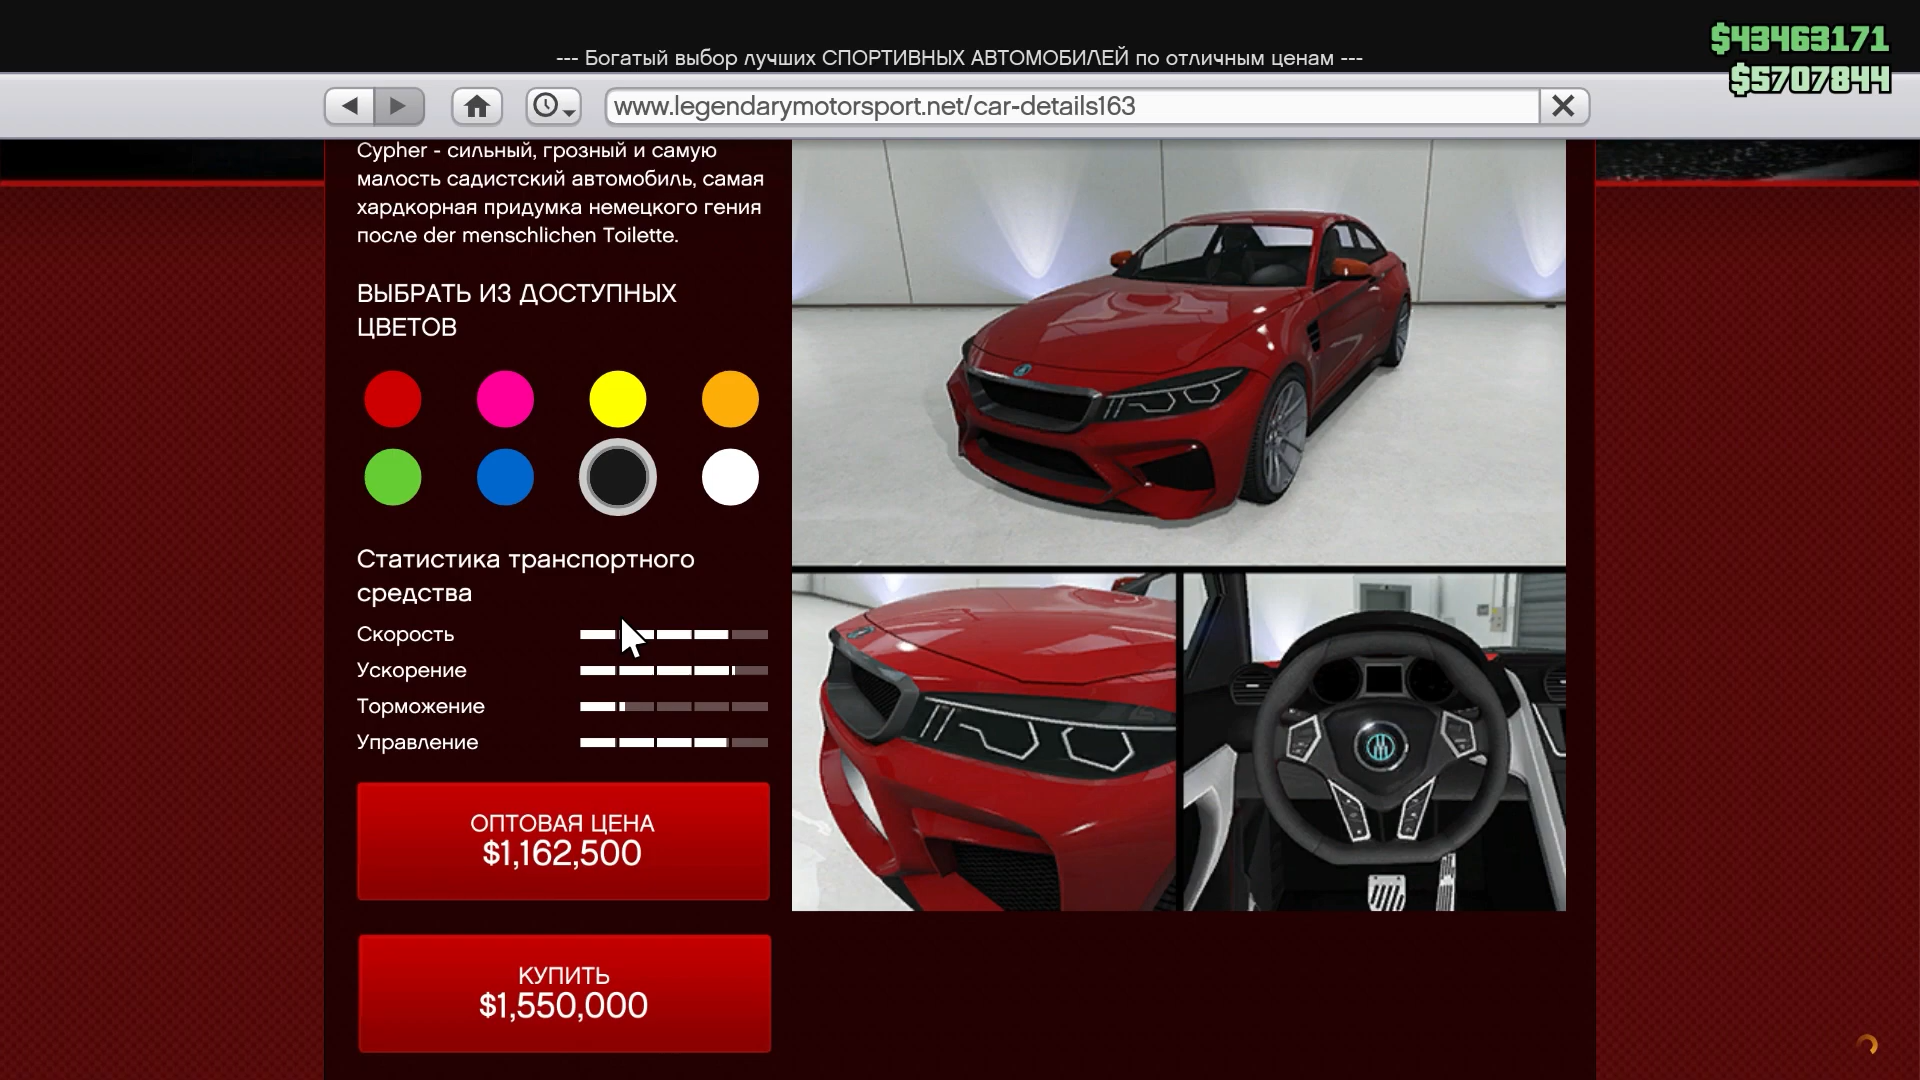 $43463171
--- Богатый выбор лучших СПОРТИВНЫХ АВТОМОБИЛЕЙ по отличным ценам ---
$5707844
www.legendarymotorsport.net/car-details163
Cypher - сильный, грозный и самую
малость садистский автомобиль, самая
хардкорная придумка немецкого гения
после der menschlichen Toilette.
ВЫБРАТЬ ИЗ ДОСТУПНЫХ
ЦВЕТОВ
Статистика транспортного
средства
Скорость
Ускорение
Торможение
Управление
ОПТОВАЯ ЦЕНА
$1,162,500
КУПИТЬ
$1,550,000